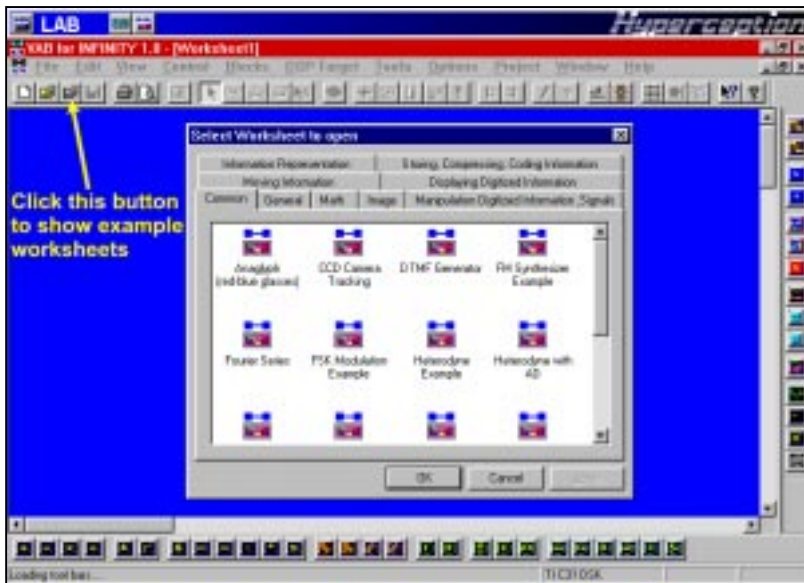 LAB
Hyperception
VAB for INFINITY 1.0 - [Worksheet1]
File Edit View Control Blocks DSP Target Tools Options Project Window Help
Select Worksheet to open
Information Representation
Storing, Compressing, Coding Information
Moving Information
Displaying Digitized Information
Common General Math Image Manipulation Digitized Information, Signals
Click this button
to show example
worksheets
Anaglyph
(red-blue glasses)
CCD Camera
Tracking
DTMF Generator
FM Synthesizer
Example
Fourier Series
FSK Modulation
Example
Heterodyne
Example
Heterodyne with
AD
OK
Cancel
Loading tool bars...
TI C31 DSK